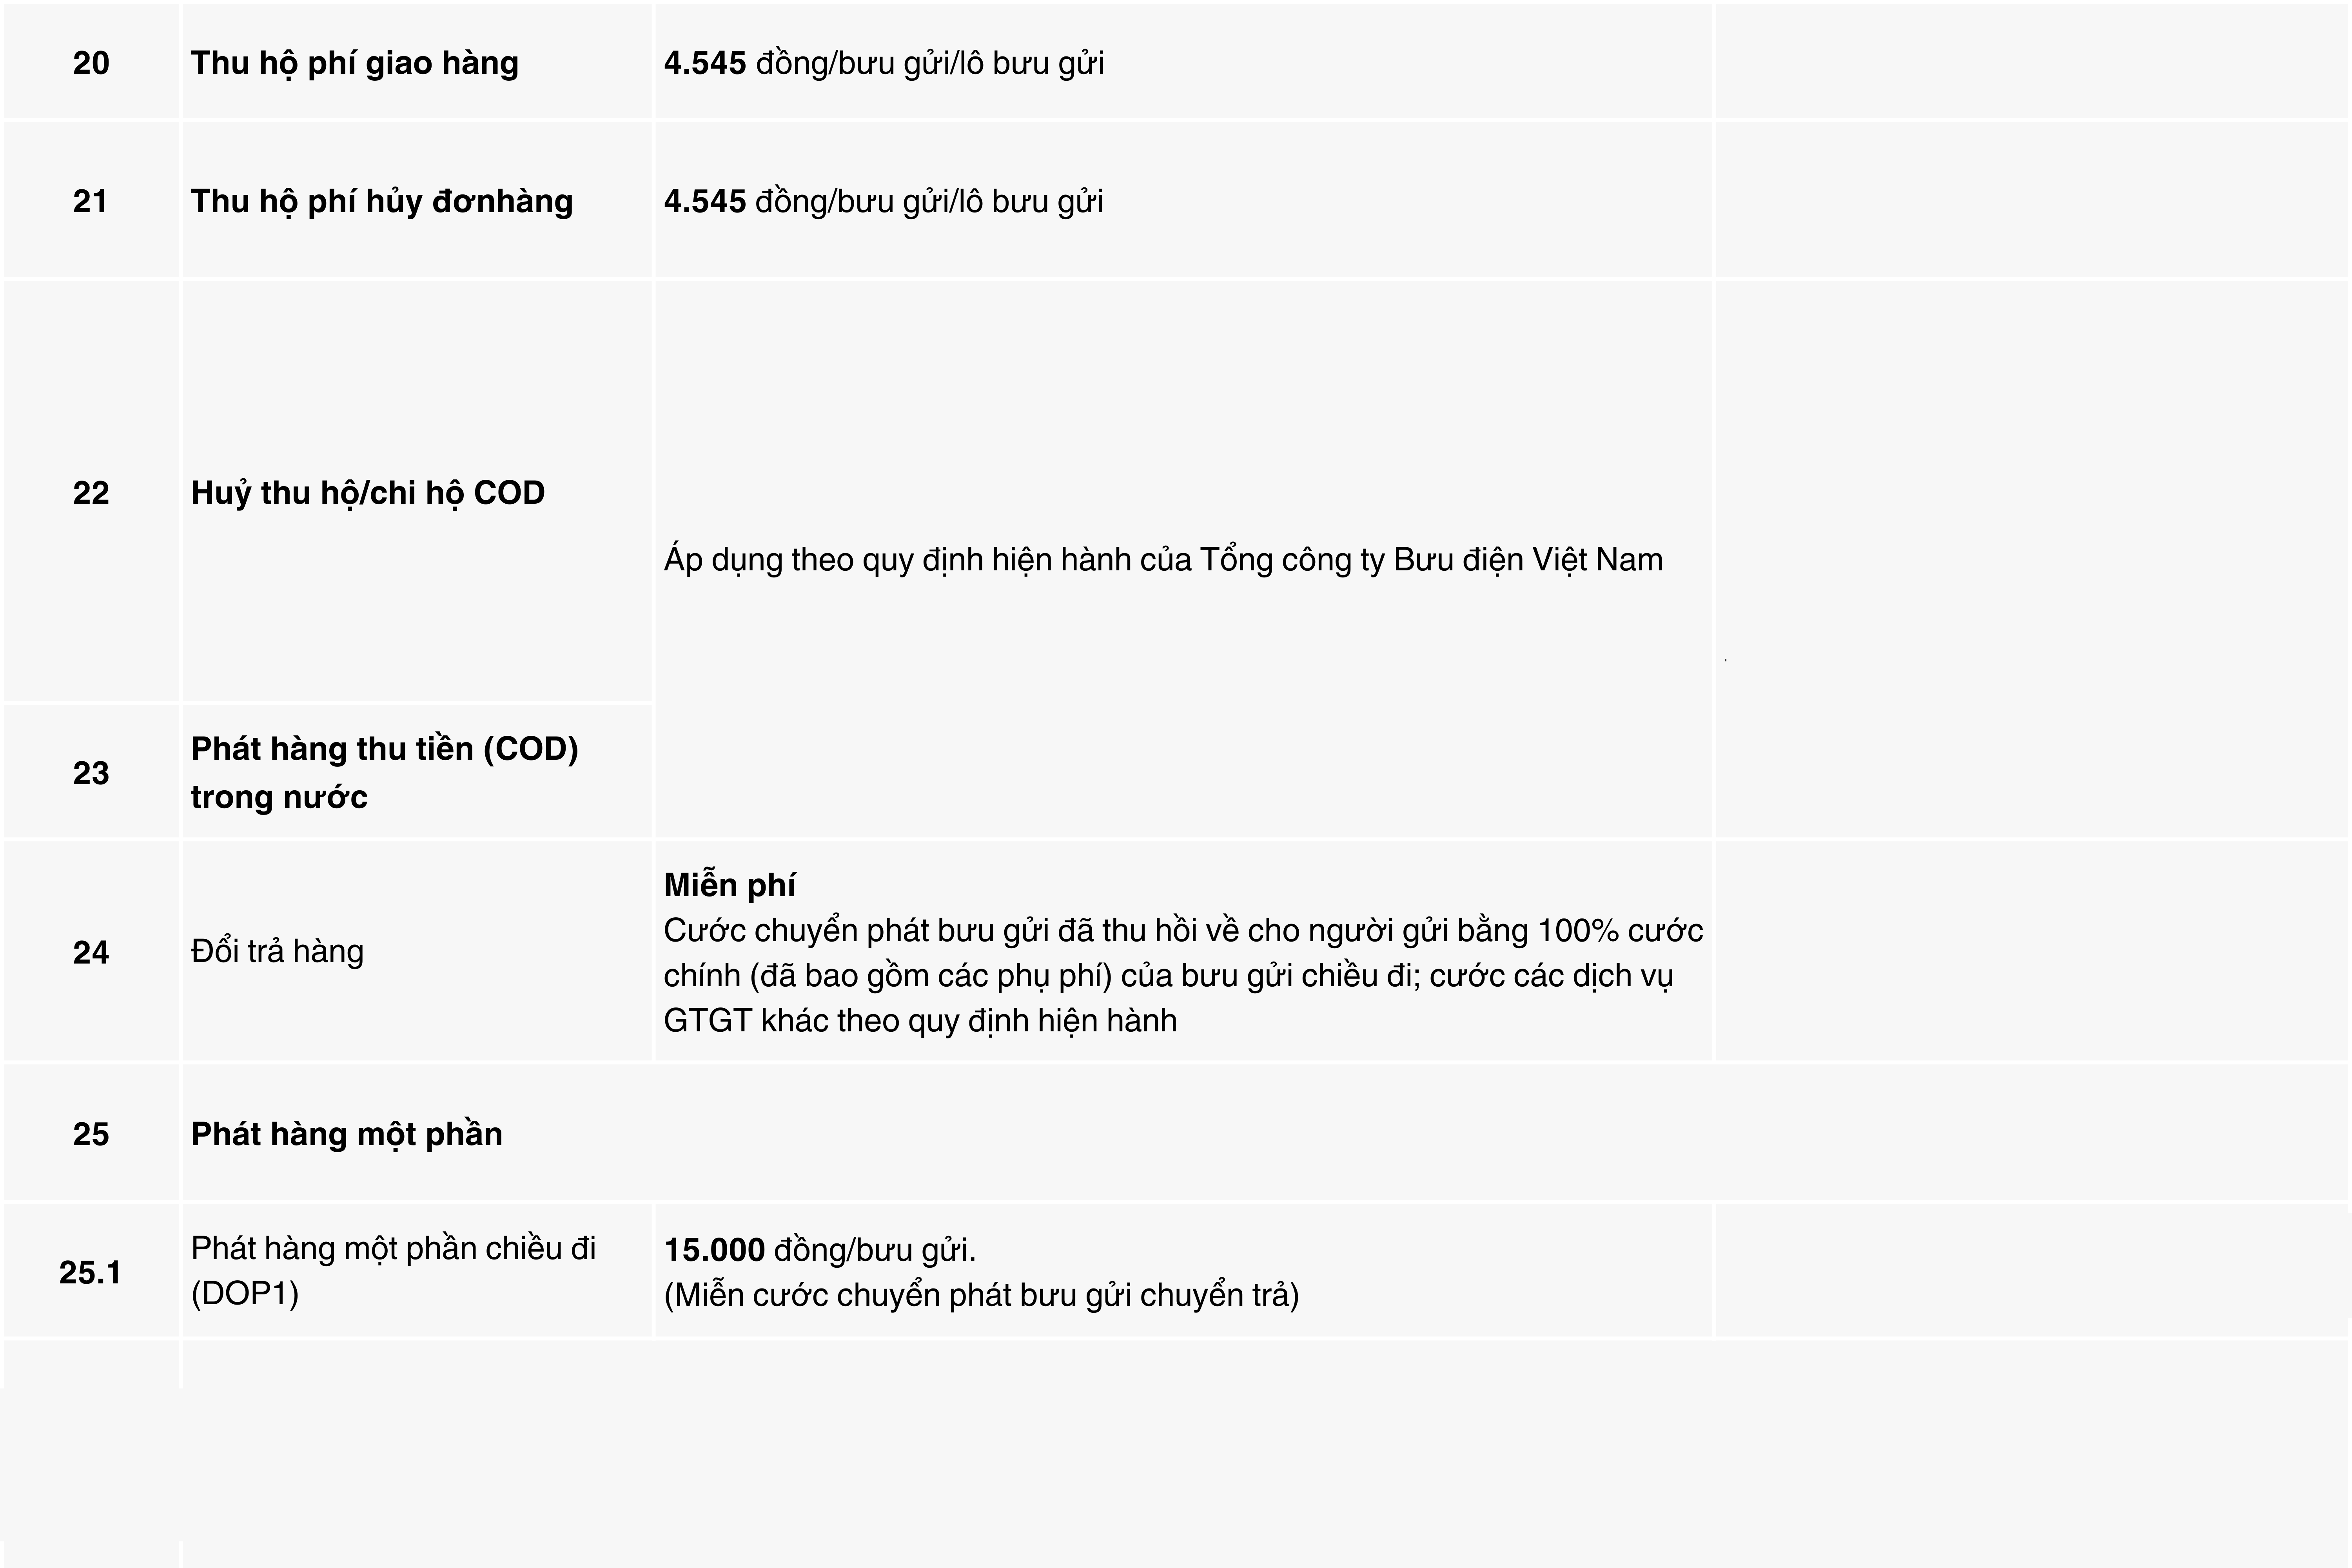 20
Thu hộ phí giao hàng
4.545 đồng/bưu gửi/lô bưu gửi
21
Thu hộ phí hủy đơnhàng
4.545 đồng/bưu gửi/lô bưu gửi
22
Huỷ thu hộ/chi hộ COD
Áp dụng theo quy định hiện hành của Tổng công ty Bưu điện Việt Nam
23
Phát hàng thu tiền (COD)
trong nước
24
Đổi trả hàng
Miễn phí
Cước chuyển phát bưu gửi đã thu hồi về cho người gửi bằng 100% cước
chính (đã bao gồm các phụ phí) của bưu gửi chiều đi; cước các dịch vụ
GTGT khác theo quy định hiện hành
25
Phát hàng một phần
25.1
Phát hàng một phần chiều đi
(DOP1)
15.000 đồng/bưu gửi.
(Miễn cước chuyển phát bưu gửi chuyển trả)